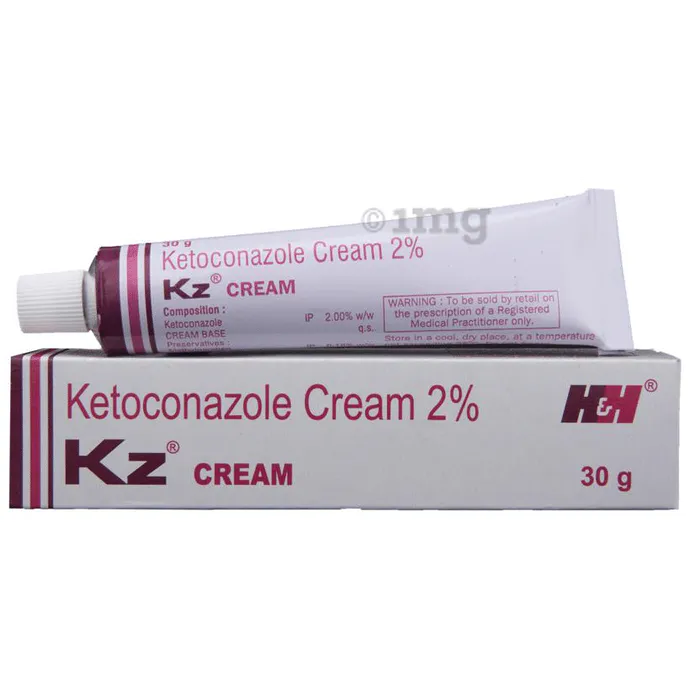 ©1mg
30 g
Ketoconazole Cream 2%
Kz® CREAM
Composition :
Ketoconazole IP 2.00% w/w
CREAM BASE q.s.
Preservatives :
WARNING : To be sold by retail on
the prescription of a Registered
Medical Practitioner only.
Store in a cool, dry place, at a temperature
Ketoconazole Cream 2%
H&H®
Kz® CREAM
30 g